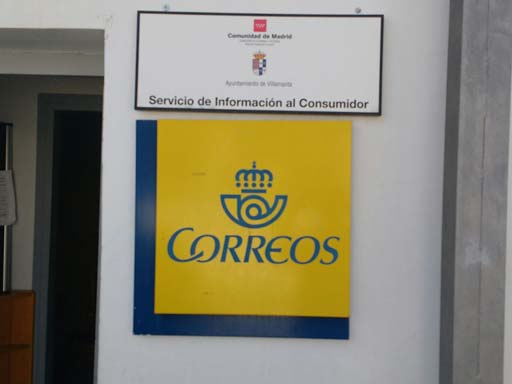 Comunidad de Madrid
Ayuntamiento de Villamanta
Servicio de Información al Consumidor
CORREOS